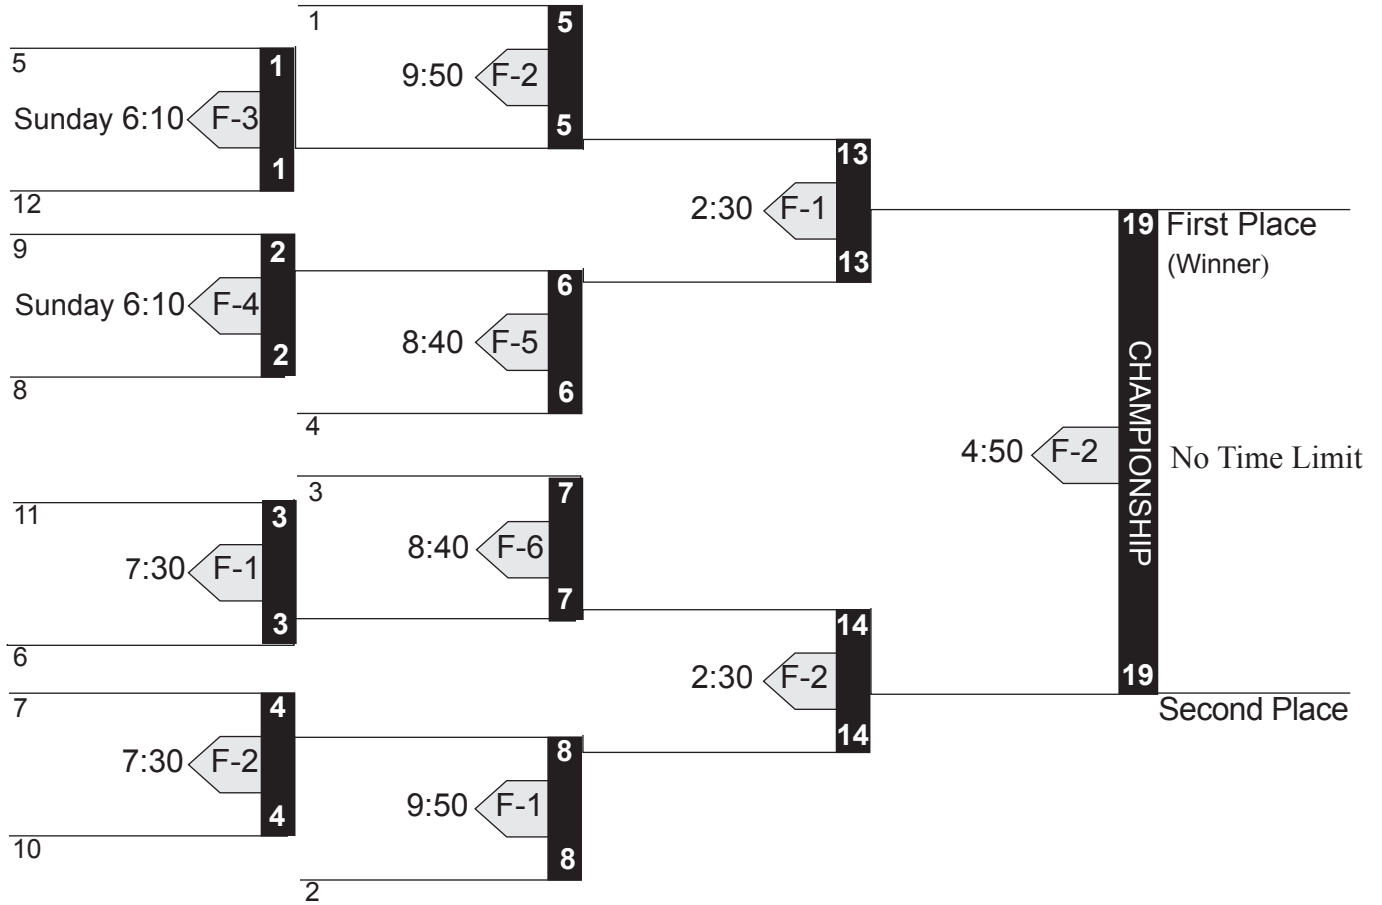 1
5
5
1
9:50 F-2
Sunday 6:10 F-3
5
1
12
13
2:30 F-1
13
9
2
Sunday 6:10 F-4
2
8
6
8:40 F-5
6
4
19 First Place
(Winner)
CHAMPIONSHIP
4:50 F-2
No Time Limit
19
Second Place
3
7
8:40 F-6
7
11
3
7:30 F-1
3
6
14
2:30 F-2
14
7
4
7:30 F-2
4
10
8
9:50 F-1
8
2